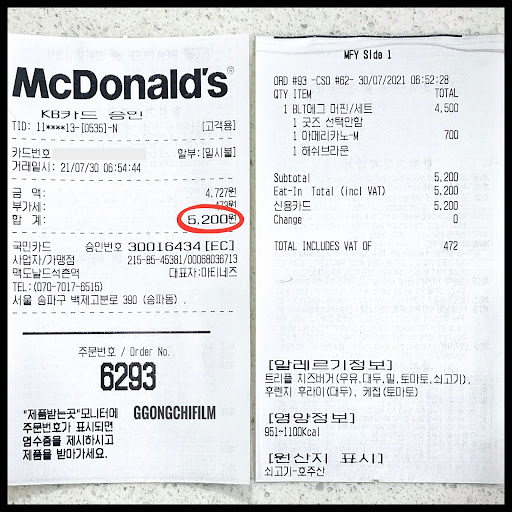 McDonald's®
KB카드 승인
TID: 11****13-[0535]-N [고객용]
카드번호 할부:[일시불]
거래일시: 21/07/30 06:54:44
금 액: 4,727원
부가세: 473원
합 계: 5,200원
국민카드 승인번호 30016434[EC]
사업자/가맹점 215-85-45381/00068036713
맥도날드석촌역 대표자:마티네즈
TEL:(070-7017-6515)
서울 송파구 백제고분로 390 (송파동) .
주문번호 / Order No.
6293
"제품받는곳"모니터에 GGONGCHIFILM
주문번호가 표시되면
영수증을 제시하시고
제품을 받아가세요.
MFY Side 1
ORD #93 -CSO #62- 30/07/2021 06:52:28
QTY ITEM TOTAL
1 BLT에그 머핀/세트 4,500
1 굿즈 선택안함
1 아메리카노-M 700
1 해쉬브라운
Subtotal 5,200
Eat-In Total (incl VAT) 5,200
신용카드 5,200
Change 0
TOTAL INCLUDES VAT OF 472
[알레르기정보]
트리플 치즈버거(우유,대두,밀,토마토,쇠고기),
후렌치 후라이(대두), 케첩(토마토)
[영양정보]
951~1100Kcal
[원산지 표시]
쇠고기-호주산